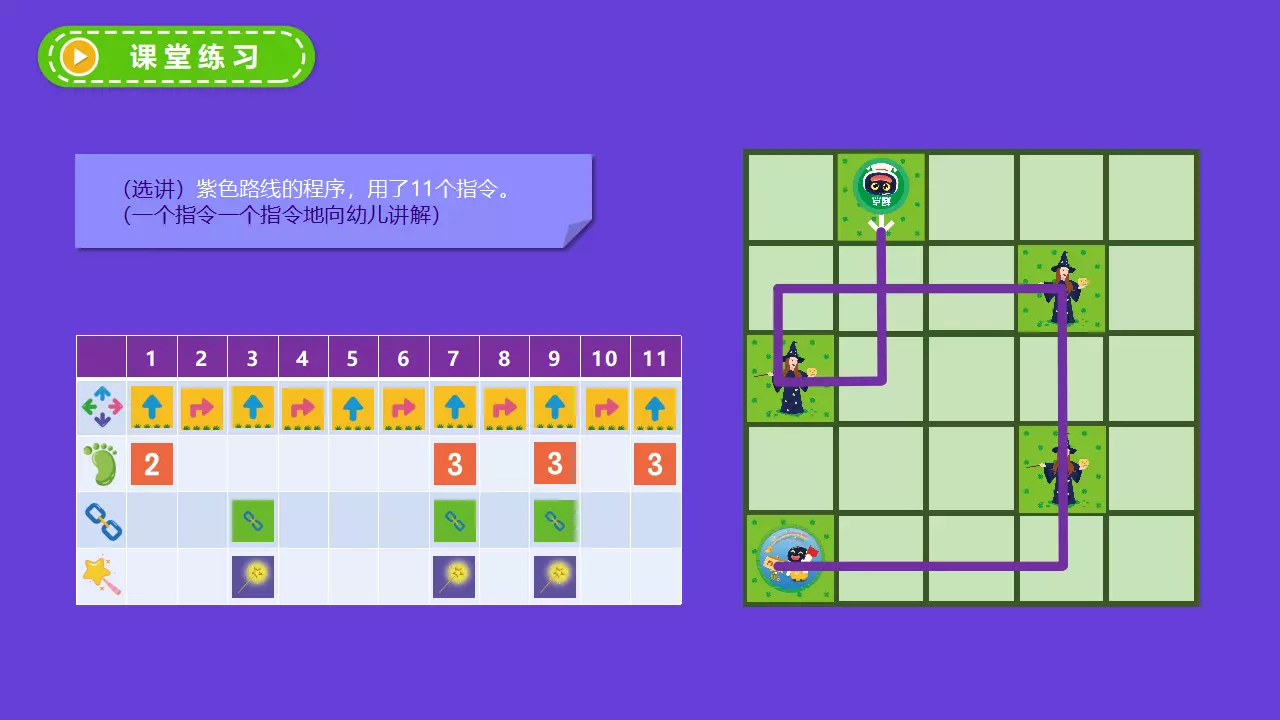 课堂练习
（选讲）紫色路线的程序，用了11个指令。
（一个指令一个指令地向幼儿讲解）
1 2 3 4 5 6 7 8 9 10 11
2 3 3 3